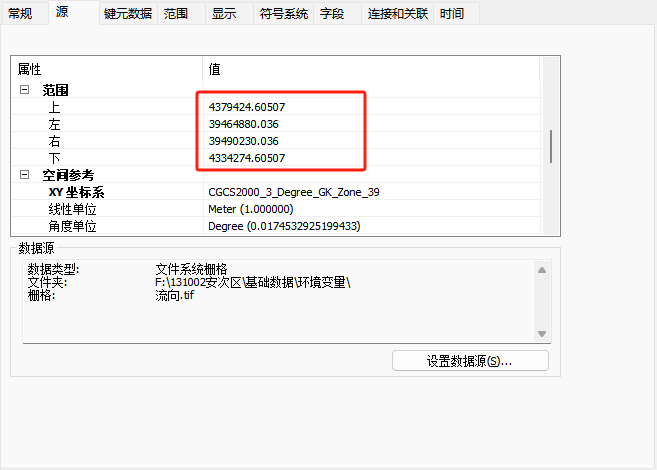 常规 源 键元数据 范围 显示 符号系统 字段 连接和关联 时间
属性 值
范围
上 4379424.60507
左 39464880.036
右 39490230.036
下 4334274.60507
空间参考
XY 坐标系 CGCS2000_3_Degree_GK_Zone_39
线性单位 Meter (1.000000)
角度单位 Degree (0.0174532925199433)
数据源
数据类型: 文件系统栅格
文件夹: F:\131002安次区\基础数据\环境变量\
栅格: 流向.tif
设置数据源(S)...